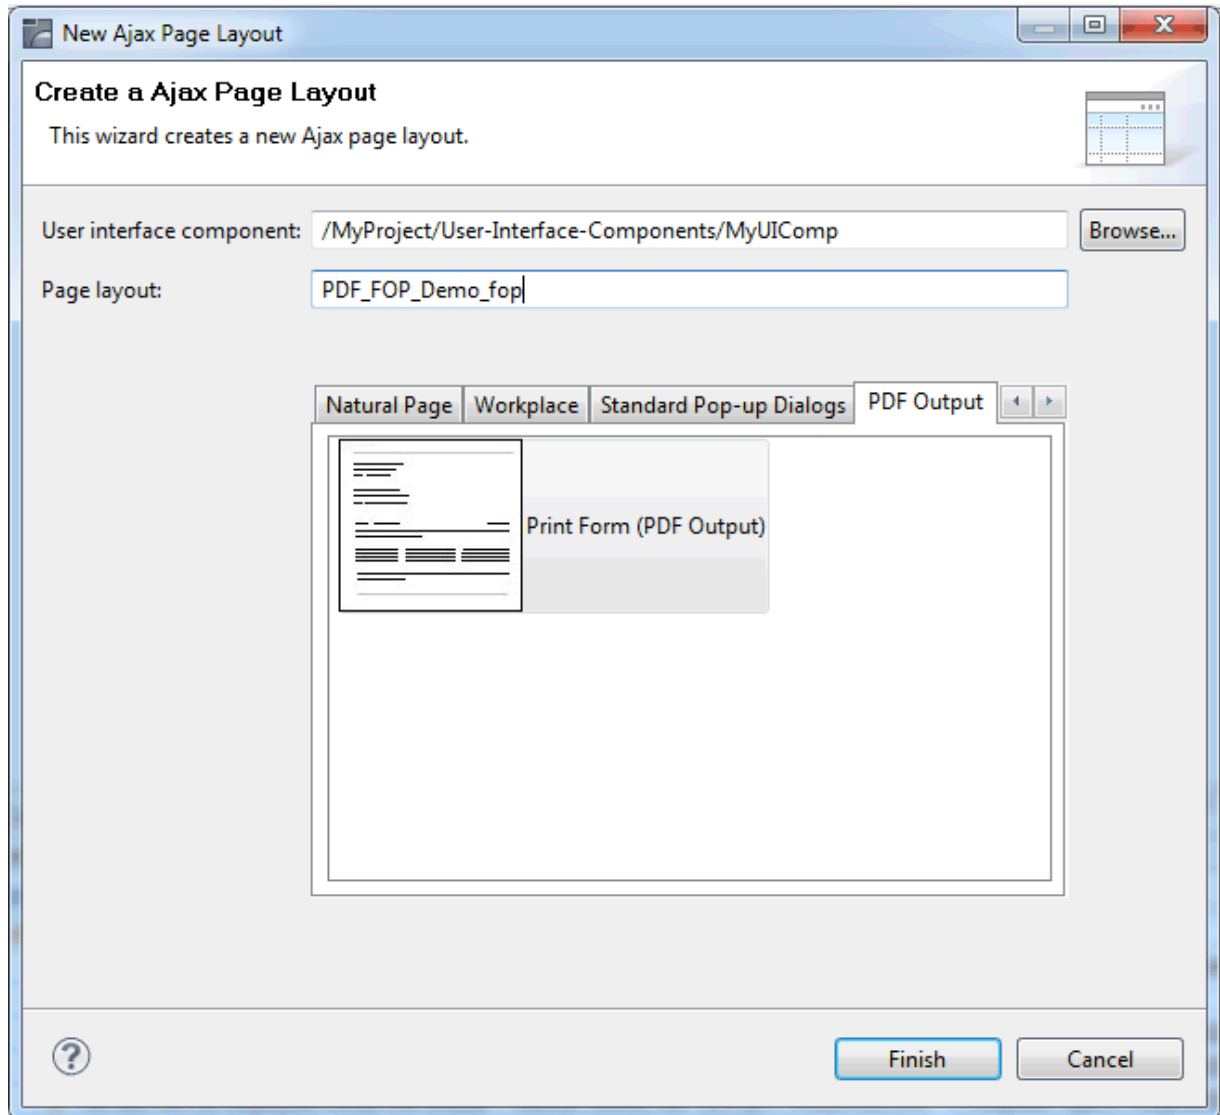 New Ajax Page Layout
Create a Ajax Page Layout
This wizard creates a new Ajax page layout.
User interface component: /MyProject/User-Interface-Components/MyUIComp Browse...
Page layout: PDF_FOP_Demo_fop
Natural Page Workplace Standard Pop-up Dialogs PDF Output
Print Form (PDF Output)
? Finish Cancel